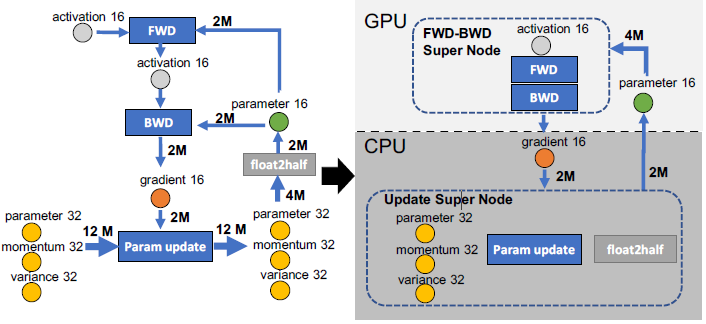 activation 16
FWD
2M
activation 16
parameter 16
BWD
2M
2M
2M
float2half
gradient 16
4M
2M
parameter 32
12 M
momentum 32
Param update
12 M
variance 32
parameter 32
momentum 32
variance 32
GPU
FWD-BWD
Super Node
activation 16
FWD
BWD
4M
parameter 16
CPU
gradient 16
2M
2M
Update Super Node
parameter 32
momentum 32
variance 32
Param update
float2half